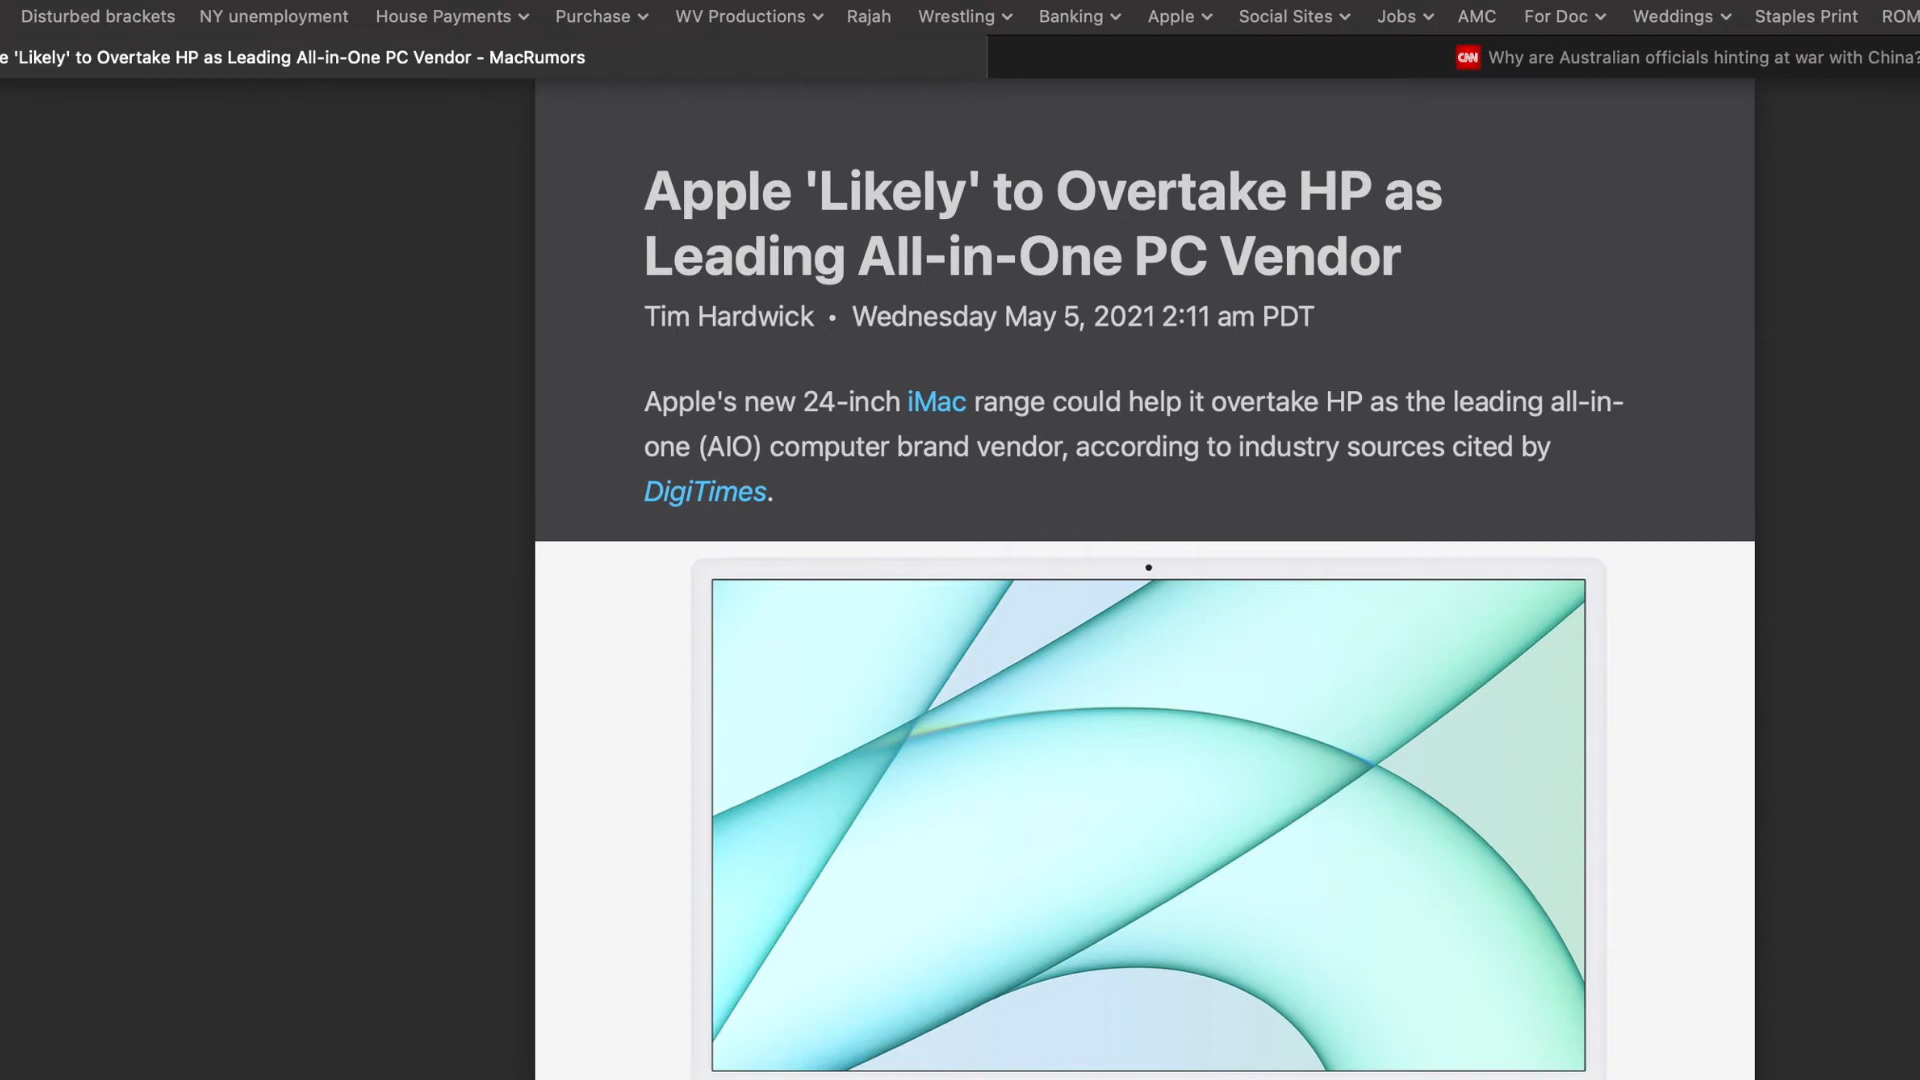 Disturbed brackets NY unemployment House Payments Purchase WV Productions Rajah Wrestling Banking Apple Social Sites Jobs AMC For Doc Weddings Staples Print ROM
e 'Likely' to Overtake HP as Leading All-in-One PC Vendor - MacRumors
CNN Why are Australian officials hinting at war with China?
Apple 'Likely' to Overtake HP as
Leading All-in-One PC Vendor
Tim Hardwick • Wednesday May 5, 2021 2:11 am PDT
Apple's new 24-inch iMac range could help it overtake HP as the leading all-in-
one (AIO) computer brand vendor, according to industry sources cited by
DigiTimes.